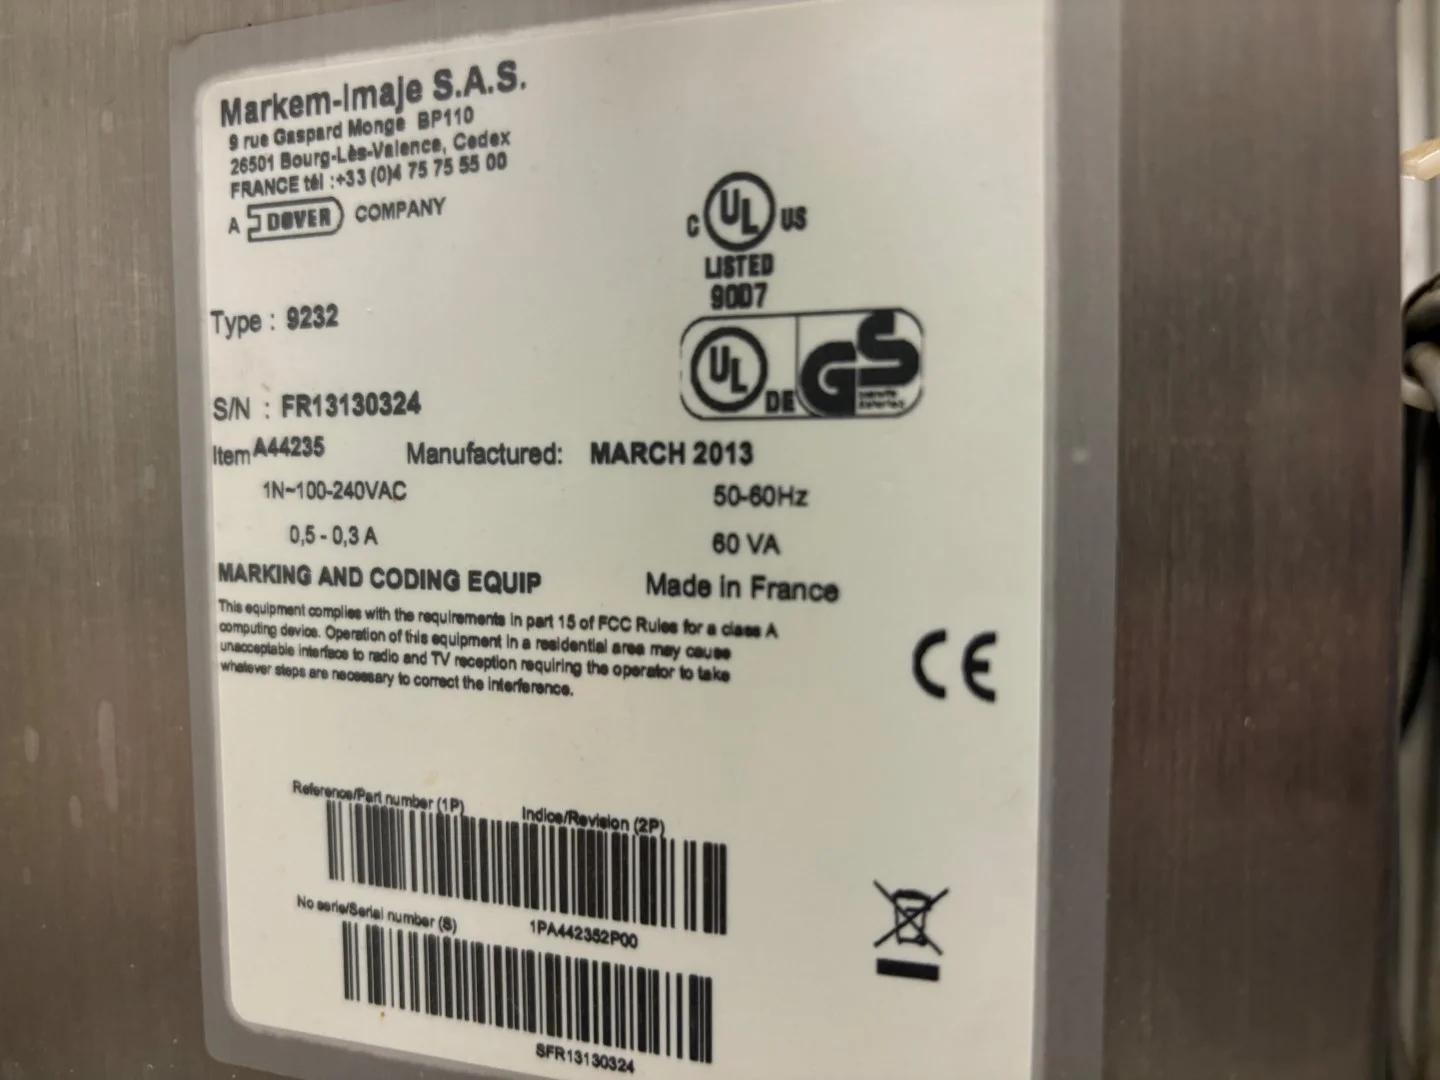 Markem-Imaje S.A.S.
9 rue Gaspard Monge BP110
26501 Bourg-Lès-Valence, Cedex
FRANCE tél :+33 (0)4 75 75 55 00
A DOVER COMPANY
C UL US
LISTED
90D7
UL DE GS
Type : 9232
S/N : FR13130324
Item A44235 Manufactured: MARCH 2013
1N~100-240VAC 50-60Hz
0,5 - 0,3 A 60 VA
MARKING AND CODING EQUIP Made in France
This equipment complies with the requirements in part 15 of FCC Rules for a class A
computing device. Operation of this equipment in a residential area may cause
unacceptable interface to radio and TV reception requiring the operator to take
whatever steps are necessary to correct the interference.
CE
Reference/Part number (1P) Indice/Revision (2P)
1PA442352P00
No serie/Serial number (S)
SFR13130324